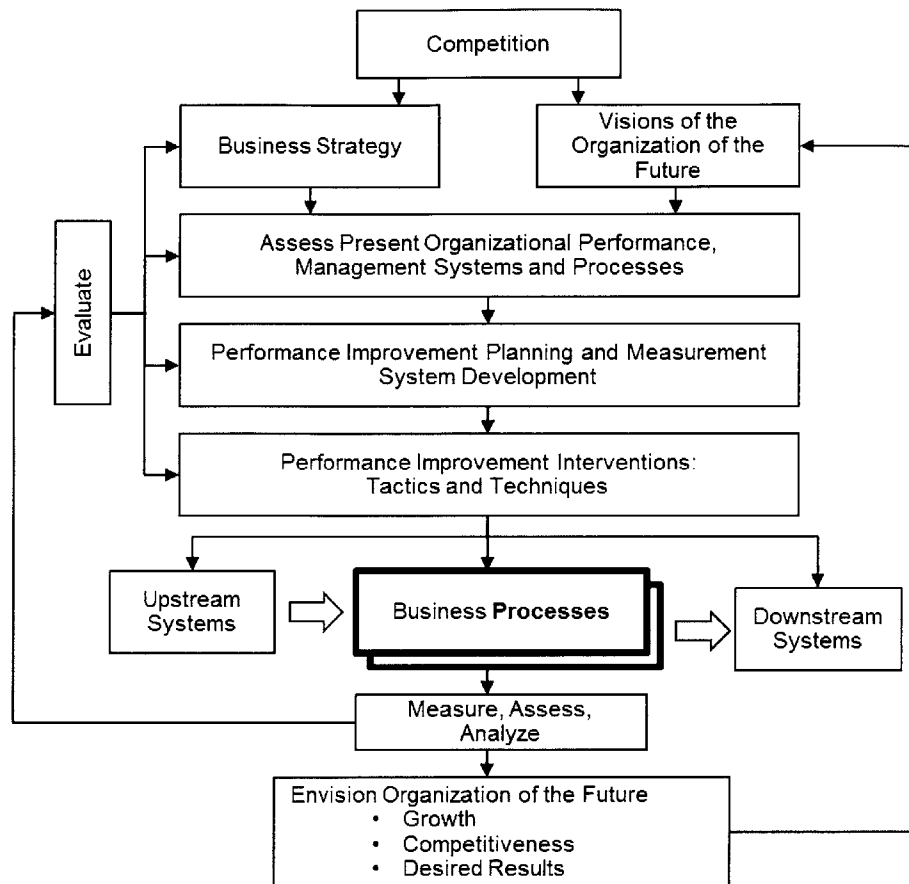 Competition
Business Strategy
Visions of the
Organization of the
Future
Assess Present Organizational Performance,
Management Systems and Processes
Evaluate
Performance Improvement Planning and Measurement
System Development
Performance Improvement Interventions:
Tactics and Techniques
Upstream
Systems
Business Processes
Downstream
Systems
Measure, Assess,
Analyze
Envision Organization of the Future
• Growth
• Competitiveness
• Desired Results